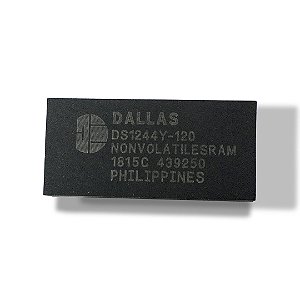 DALLAS
DS1244Y-120
NONVOLATILESRAM
1815C 439250
PHILIPPINES